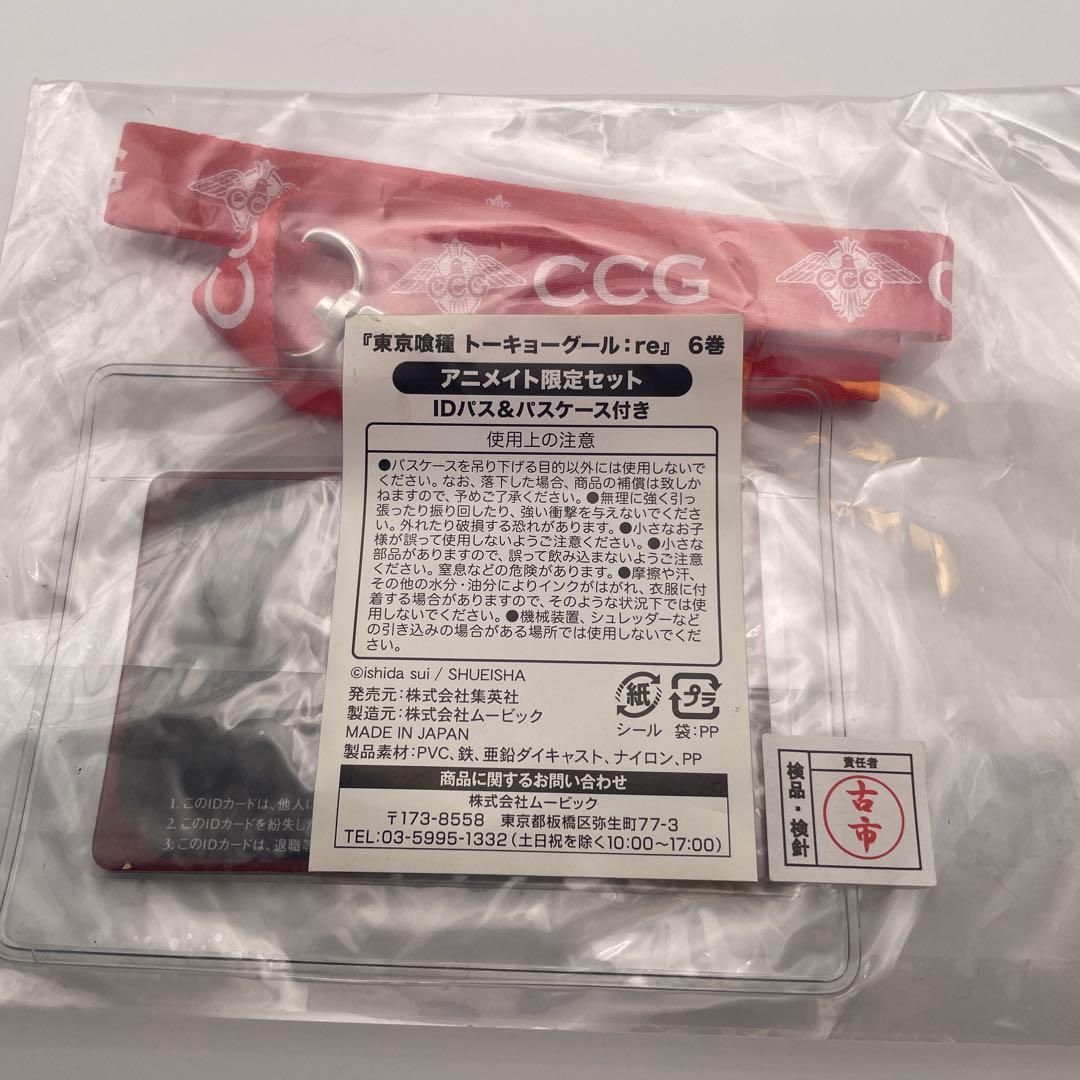 G
CCG
CCG
CCG
CCG
C
『東京喰種 トーキョーグール:re』 6巻
アニメイト限定セット
IDパス&パスケース付き
使用上の注意
●パスケースを吊り下げる目的以外には使用しないで
ください。なお、落下した場合、商品の補償は致しか
ねますので、予めご了承ください。●無理に強く引っ
張ったり振り回したり、強い衝撃を与えないでくださ
い。外れたり破損する恐れがあります。●小さなお子
様が誤って使用しないようご注意ください。●小さな
部品がありますので、誤って飲み込まないようご注意
ください。窒息などの危険があります。●摩擦や汗、
その他の水分・油分によりインクがはがれ、衣服に付
着する場合がありますので、そのような状況下では使
用しないでください。●機械装置、シュレッダーなど
の引き込みの場合がある場所では使用しないでくだ
さい。
©ishida sui / SHUEISHA
発売元:株式会社集英社
製造元:株式会社ムービック
MADE IN JAPAN
紙 プラ
シール 袋:PP
製品素材:PVC、鉄、亜鉛ダイキャスト、ナイロン、PP
商品に関するお問い合わせ
株式会社ムービック
〒173-8558 東京都板橋区弥生町77-3
TEL:03-5995-1332(土日祝を除く10:00〜17:00)
検品・検針
責任者
古市
1. このIDカードは、他人に
2. このIDカードを紛失し
3. このIDカードは、退職等